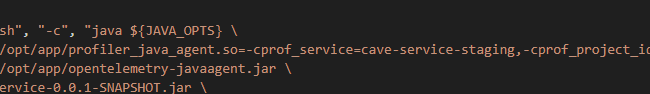 sh", "-c", "java ${JAVA_OPTS} \
/opt/app/profiler_java_agent.so=-cprof_service=cave-service-staging,-cprof_project_id
/opt/app/opentelemetry-javaagent.jar \
ervice-0.0.1-SNAPSHOT.jar \